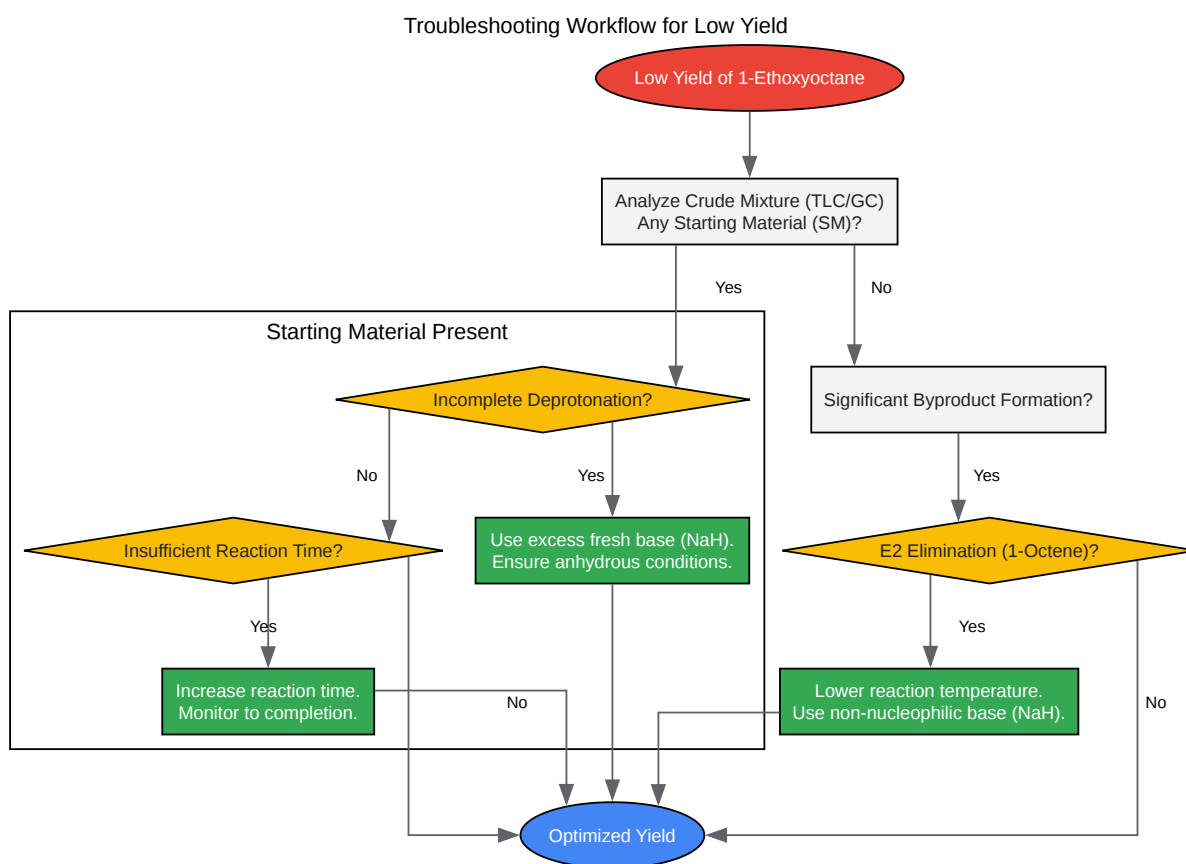 Troubleshooting Workflow for Low Yield
Low Yield of 1-Ethoxyoctane
Analyze Crude Mixture (TLC/GC)
Any Starting Material (SM)?
Yes
No
Starting Material Present
Incomplete Deprotonation?
Significant Byproduct Formation?
No
Yes
Yes
Insufficient Reaction Time?
Use excess fresh base (NaH).
Ensure anhydrous conditions.
E2 Elimination (1-Octene)?
Yes
Yes
Increase reaction time.
Monitor to completion.
No
Lower reaction temperature.
Use non-nucleophilic base (NaH).
No
Optimized Yield